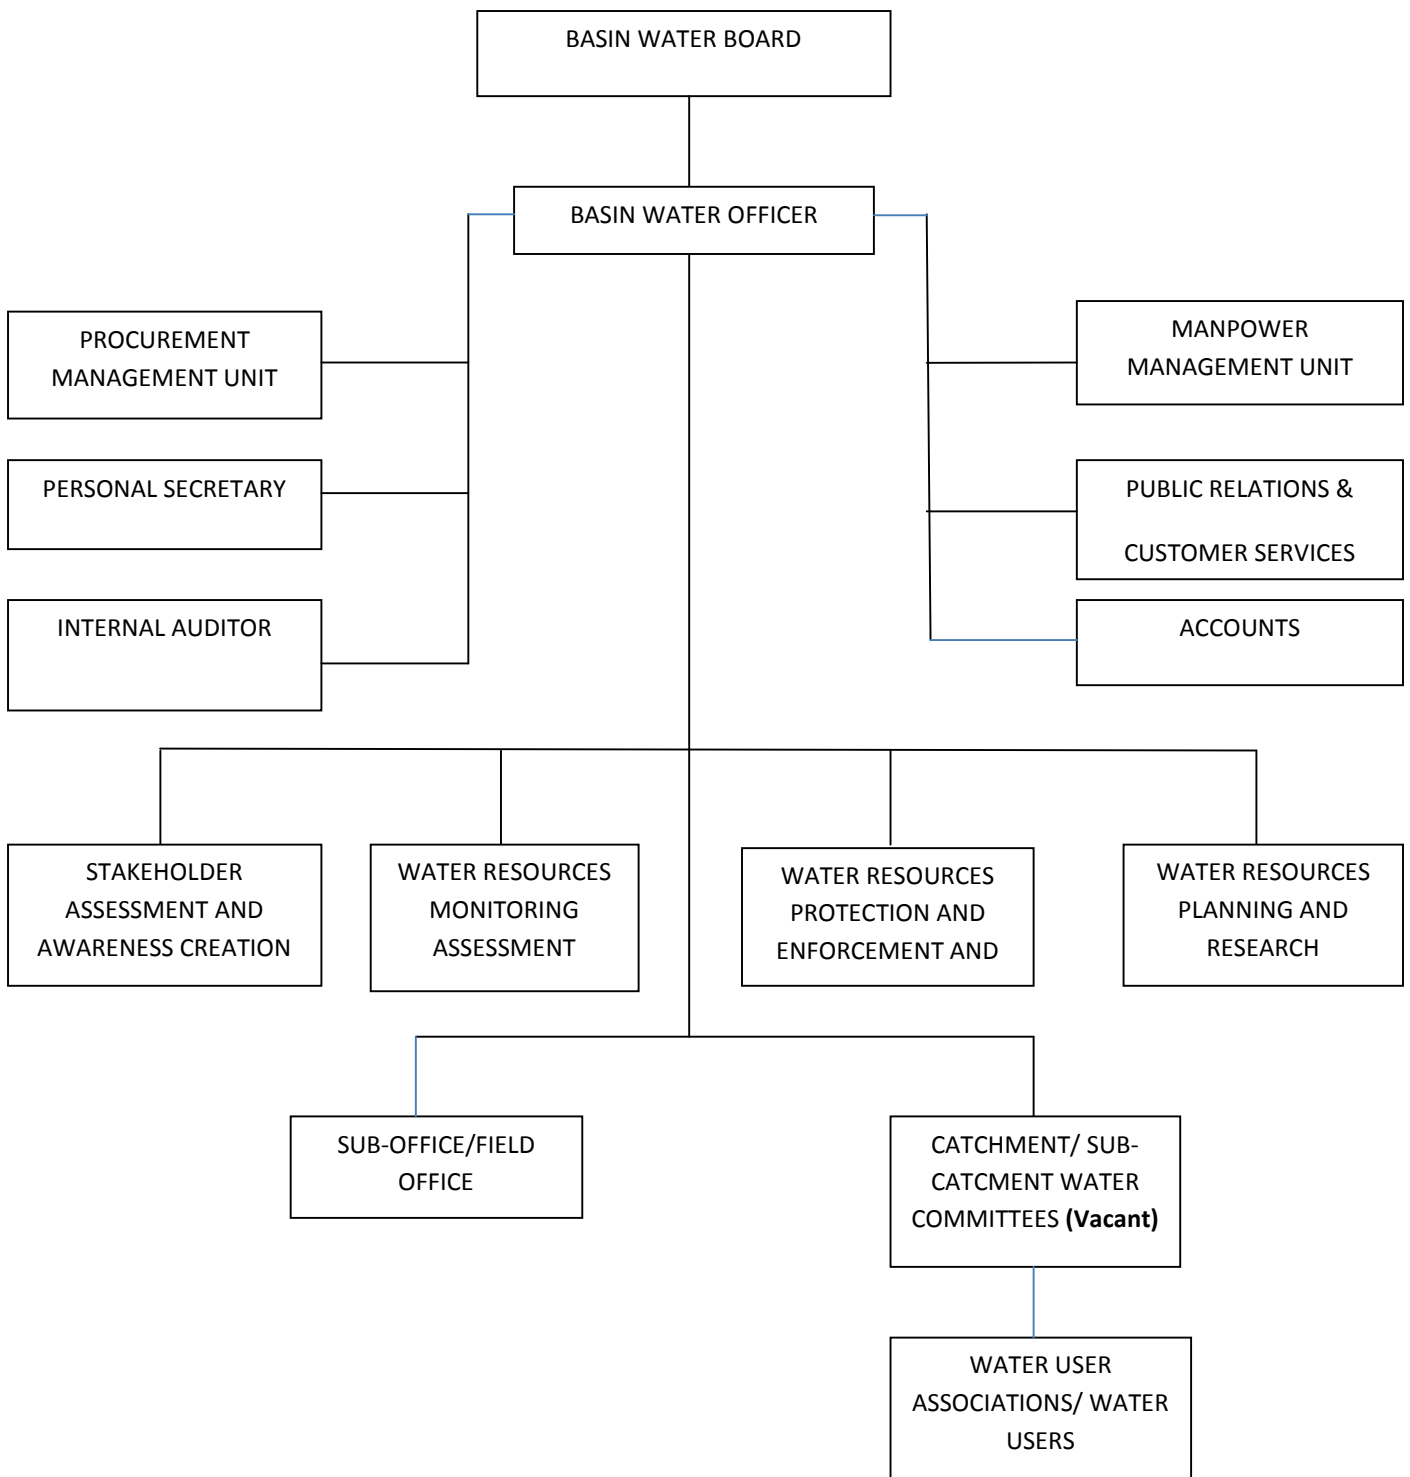 BASIN WATER BOARD
BASIN WATER OFFICER
PROCUREMENT
MANAGEMENT UNIT
MANPOWER
MANAGEMENT UNIT
PERSONAL SECRETARY
PUBLIC RELATIONS &
CUSTOMER SERVICES
INTERNAL AUDITOR
ACCOUNTS
STAKEHOLDER
ASSESSMENT AND
AWARENESS CREATION
WATER RESOURCES
MONITORING
ASSESSMENT
WATER RESOURCES
PROTECTION AND
ENFORCEMENT AND
WATER RESOURCES
PLANNING AND
RESEARCH
SUB-OFFICE/FIELD
OFFICE
CATCHMENT/ SUB-
CATCMENT WATER
COMMITTEES (Vacant)
WATER USER
ASSOCIATIONS/ WATER
USERS